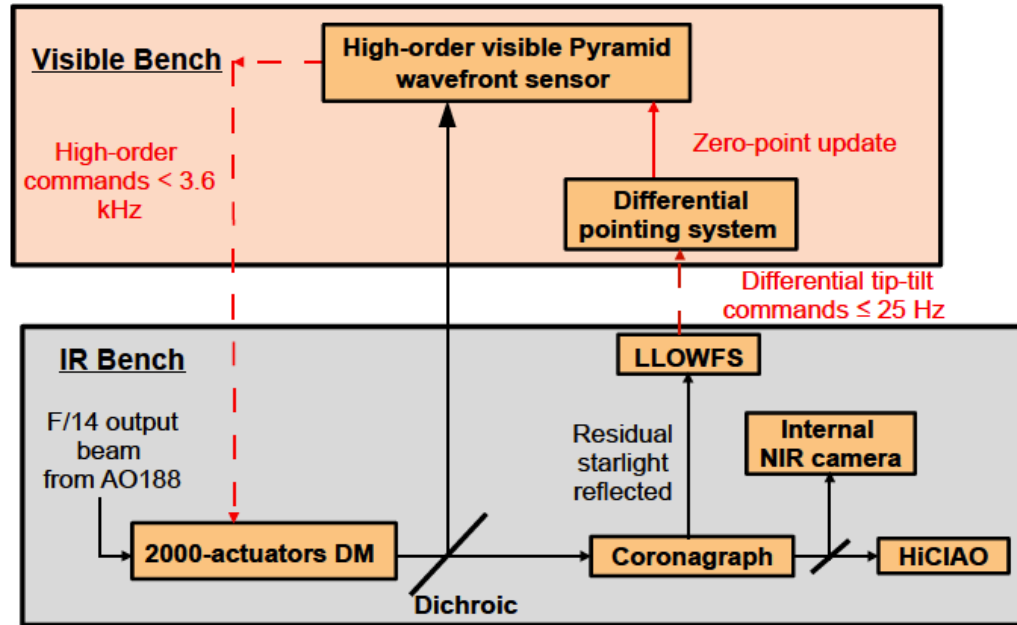 Visible Bench
High-order visible Pyramid
wavefront sensor
High-order
commands < 3.6
kHz
Zero-point update
Differential
pointing system
Differential tip-tilt
commands ≤ 25 Hz
IR Bench
LLOWFS
F/14 output
beam
from AO188
Residual
starlight
reflected
Internal
NIR camera
2000-actuators DM
Dichroic
Coronagraph
HiCIAO